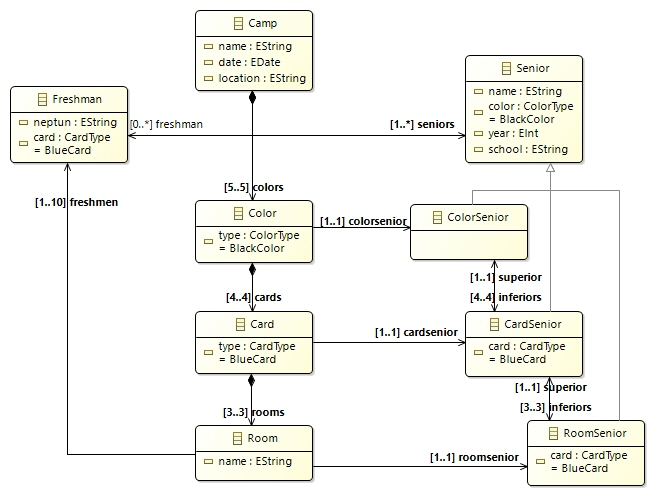 Camp
name : EString
date : EDate
location : EString
Senior
name : EString
color : ColorType
= BlackColor
year : EInt
school : EString
Freshman
neptun : EString
card : CardType
= BlueCard
[0..*] freshman
[1..*] seniors
[1..10] freshmen
[5..5] colors
Color
type : ColorType
= BlackColor
[1..1] colorsenior
ColorSenior
[1..1] superior
[4..4] inferiors
[4..4] cards
Card
type : CardType
= BlueCard
[1..1] cardsenior
CardSenior
card : CardType
= BlueCard
[1..1] superior
[3..3] inferiors
[3..3] rooms
Room
name : EString
[1..1] roomsenior
RoomSenior
card : CardType
= BlueCard